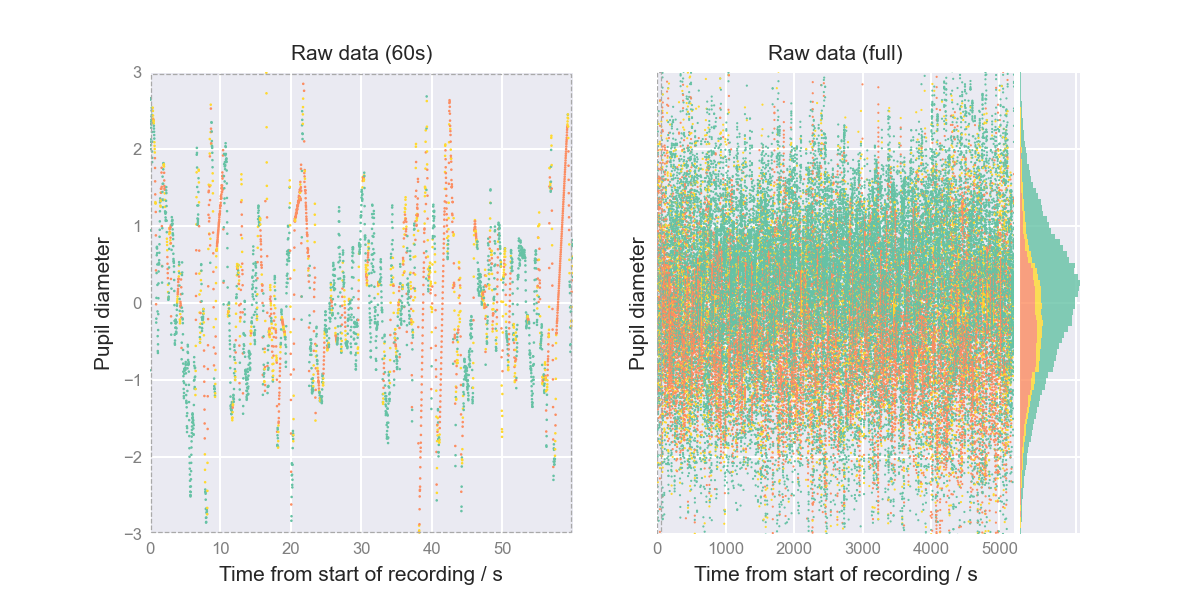 Raw data (60s)
Raw data (full)
Pupil diameter
3
2
1
0
−1
−2
−3
0 10 20 30 40 50
Time from start of recording / s
Pupil diameter
0 1000 2000 3000 4000 5000
Time from start of recording / s